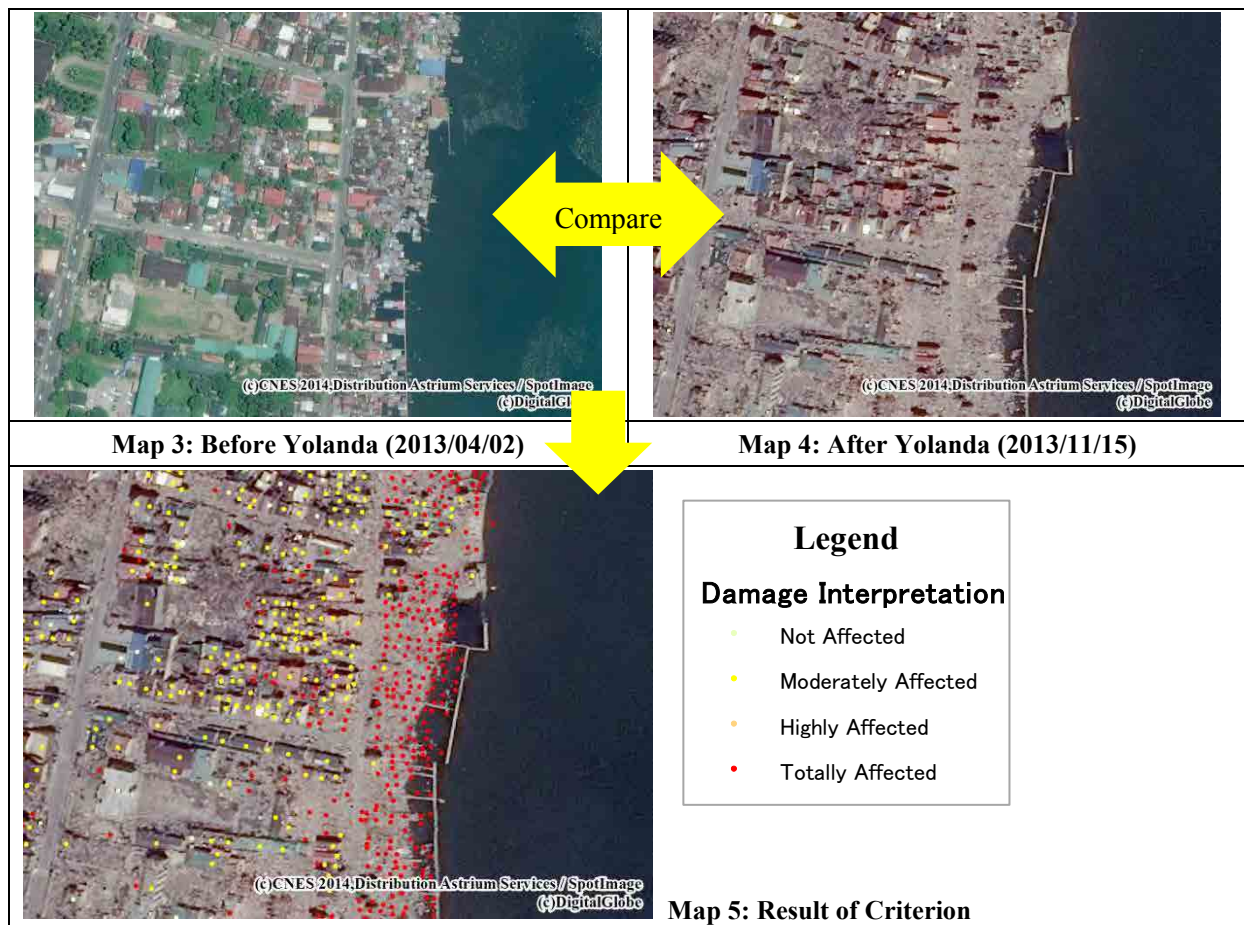 Compare
(c)CNES 2014,Distribution Astrium Services / SpotImage
(c)DigitalGlobe
(c)CNES 2014,Distribution Astrium Services / SpotImage
(c)DigitalGlobe
Map 3: Before Yolanda (2013/04/02)
Map 4: After Yolanda (2013/11/15)
Legend
Damage Interpretation
Not Affected
Moderately Affected
Highly Affected
Totally Affected
(c)CNES 2014,Distribution Astrium Services / SpotImage
(c)DigitalGlobe
Map 5: Result of Criterion